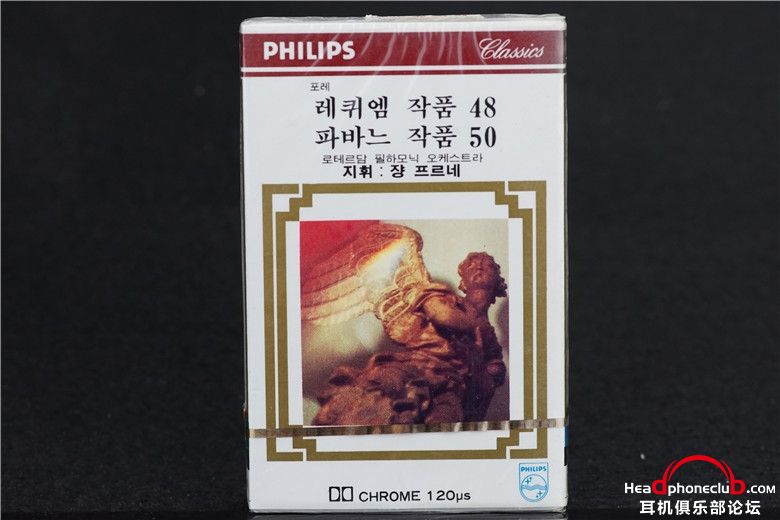 PHILIPS Classics
포레
레퀴엠 작품 48
파바느 작품 50
로테르담 필하모닉 오케스트라
지휘 : 쟝 프르네
PHILIPS
CHROME 120µs
HeadphoneclUb.com
耳机俱乐部论坛